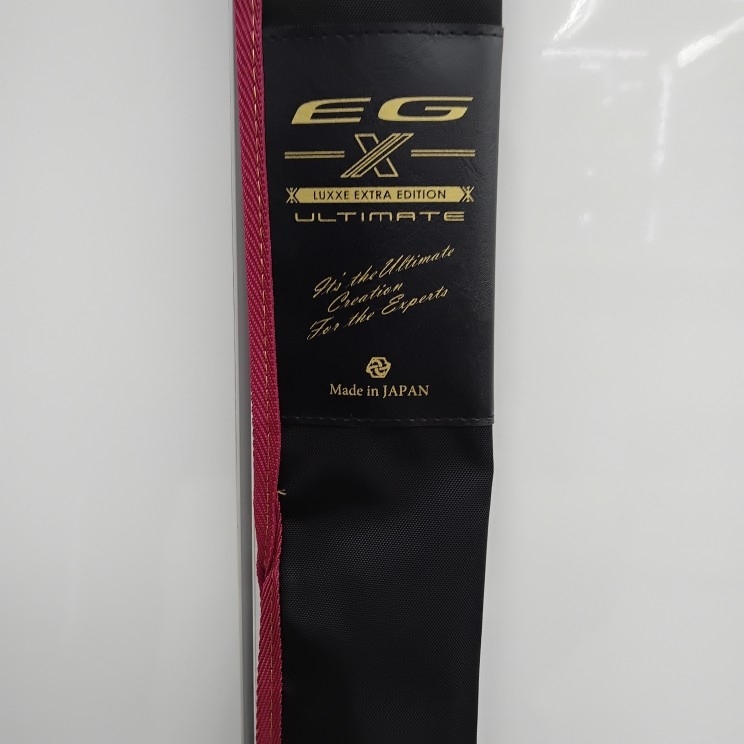 EG
X
LUXXE EXTRA EDITION
ULTIMATE
It's the Ultimate
Creation
For the Experts
Made in JAPAN